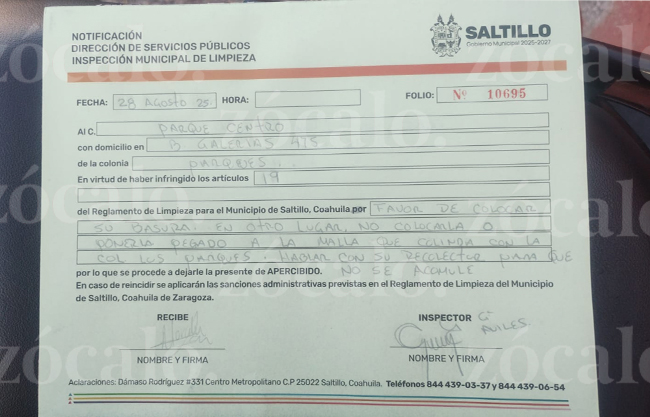 NOTIFICACIÓN
DIRECCIÓN DE SERVICIOS PÚBLICOS
INSPECCIÓN MUNICIPAL DE LIMPIEZA
SALTILLO
Gobierno Municipal 2025-2027
FECHA: 28 AGOSTO 25 HORA: FOLIO: Nº 10695
Al C. PARQUE CENTRO
con domicilio en B. GALERIAS 415
de la colonia PARQUES.
En virtud de haber infringido los artículos 19
del Reglamento de Limpieza para el Municipio de Saltillo, Coahuila.por FAVOR DE COLOCAR
SU BASURA. EN OTRO LUGAR, NO COLOCARLA O
PONERLA PEGADO A LA MALLA QUE COLINDA CON LA
COL LOS PARQUES. HABLAR CON SU RECOLECTOR PARA QUE
por lo que se procede a dejarle la presente de APERCIBIDO. NO SE ACUMULE
En caso de reincidir se aplicarán las sanciones administrativas previstas en el Reglamento de Limpieza del Municipio
de Saltillo, Coahuila de Zaragoza.
RECIBE
INSPECTOR
AVILES
NOMBRE Y FIRMA
NOMBRE Y FIRMA
Aclaraciones: Dámaso Rodríguez #331 Centro Metropolitano C.P 25022 Saltillo, Coahuila. Teléfonos 844 439-03-37 y 844 439-06-54
zócalo.